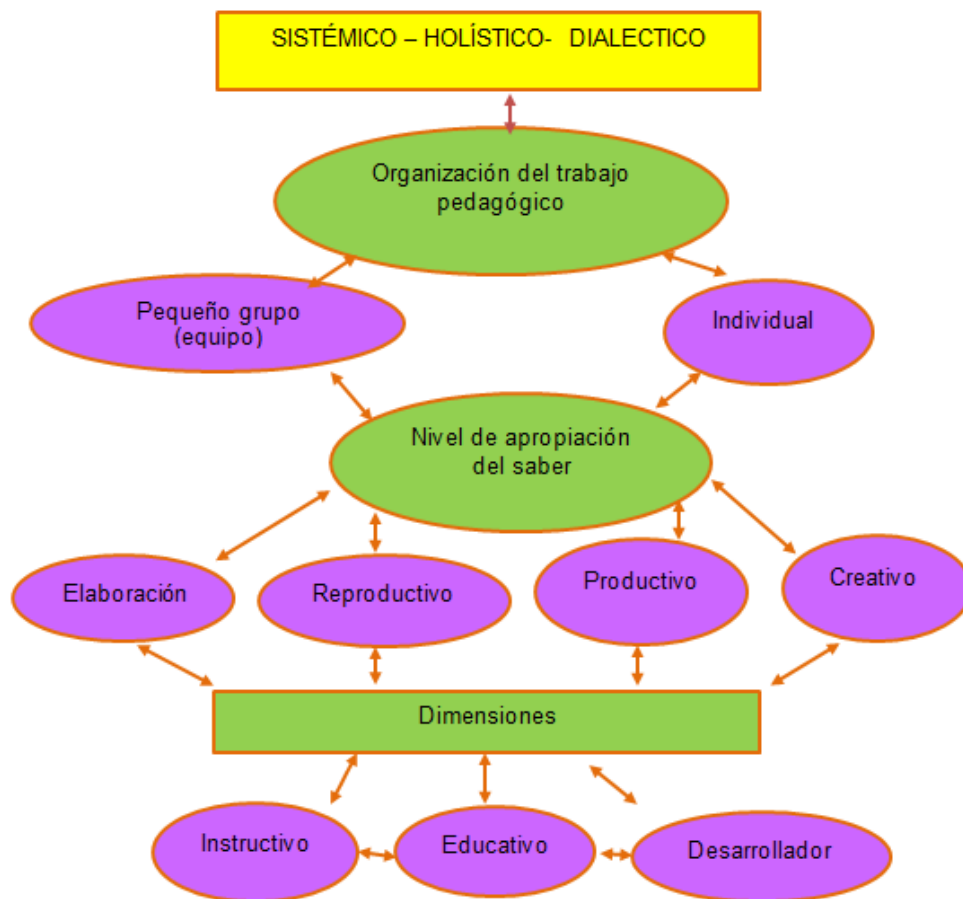 SISTÉMICO – HOLÍSTICO- DIALECTICO
Organización del trabajo
pedagógico
Pequeño grupo
(equipo)
Individual
Nivel de apropiación
del saber
Elaboración
Reproductivo
Productivo
Creativo
Dimensiones
Instructivo
Educativo
Desarrollador